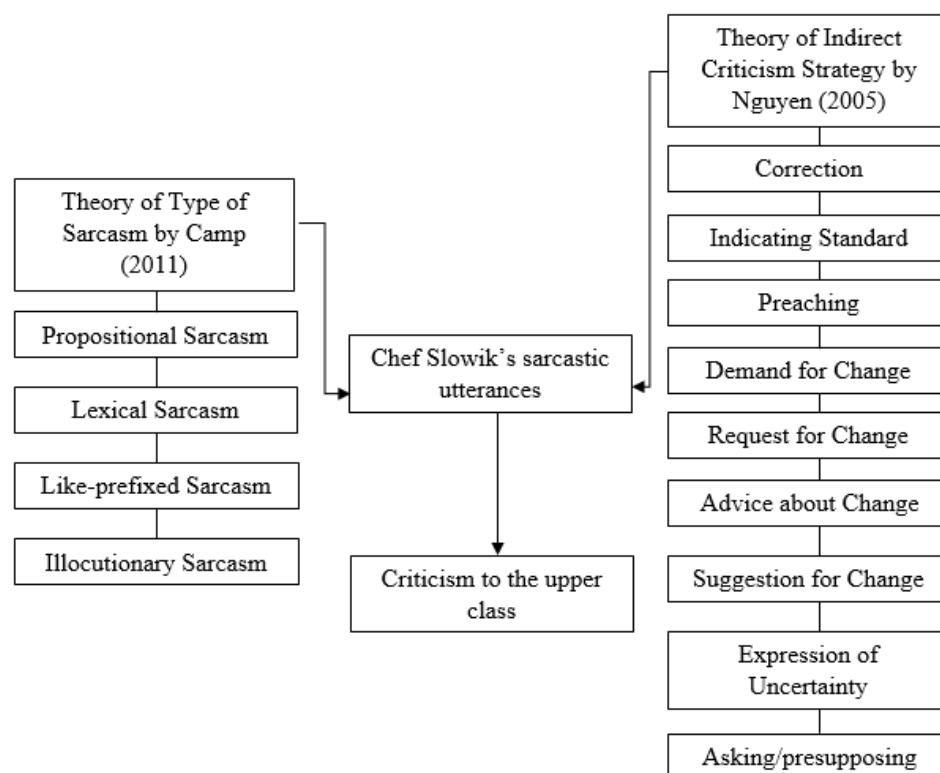 Theory of Type of
Sarcasm by Camp
(2011)
Propositional Sarcasm
Lexical Sarcasm
Like-prefixed Sarcasm
Illocutionary Sarcasm
Chef Slowik’s sarcastic
utterances
Criticism to the upper
class
Theory of Indirect
Criticism Strategy by
Nguyen (2005)
Correction
Indicating Standard
Preaching
Demand for Change
Request for Change
Advice about Change
Suggestion for Change
Expression of
Uncertainty
Asking/presupposing